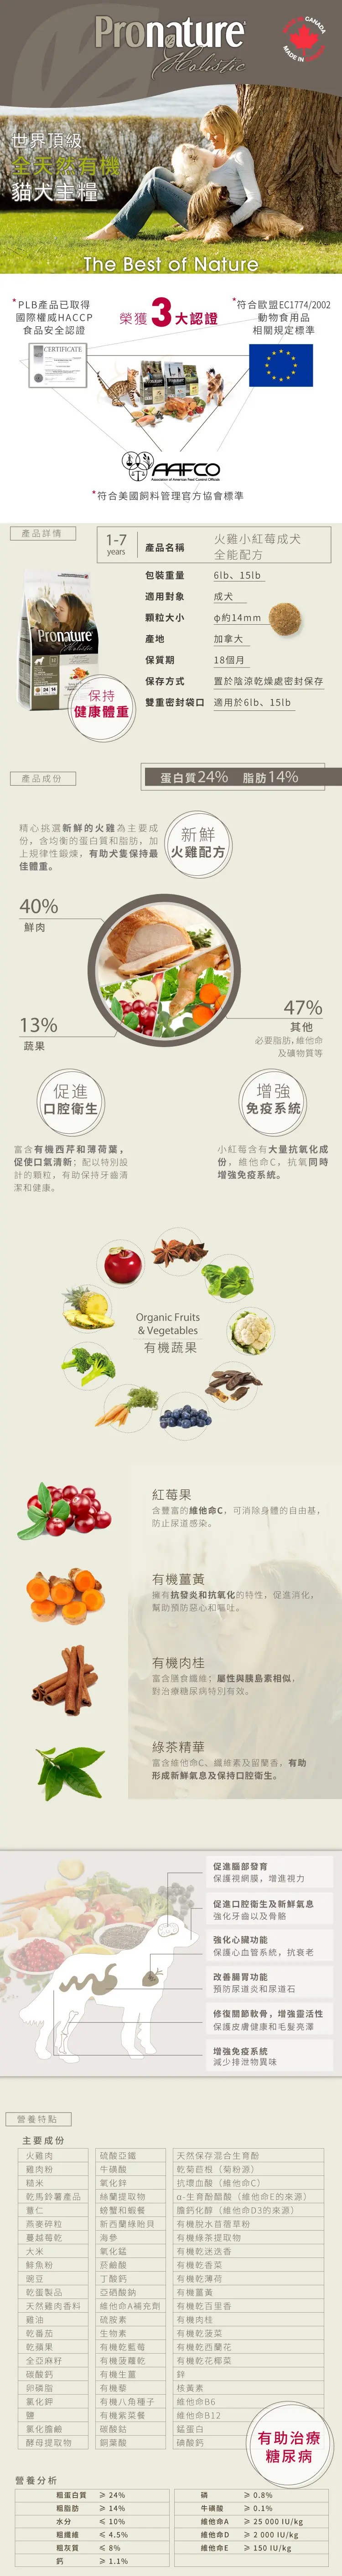 Pronature
Holistic
CANADA
MADE IN
世界頂級
全天然有機
貓犬主糧
The Best of Nature
*PLB產品已取得
國際權威HACCP
食品安全認證
榮獲3大認證
*符合歐盟EC1774/2002
動物食用品
相關規定標準
CERTIFICATE
AAFCO
Association of American Feed Control Officials
*符合美國飼料管理官方協會標準
產品詳情
1-7
years
產品名稱 火雞小紅莓成犬
全能配方
包裝重量 6lb、15lb
適用對象 成犬
顆粒大小 φ約14mm
產地 加拿大
保質期 18個月
保存方式 置於陰涼乾燥處密封保存
雙重密封袋口 適用於6lb、15lb
Pronature
Holistic
24 14
保持
健康體重
產品成份
蛋白質24% 脂肪14%
精心挑選新鮮的火雞為主要成
份，含均衡的蛋白質和脂肪，加
上規律性鍛煉，有助犬隻保持最
佳體重。
新鮮
火雞配方
40%
鮮肉
13%
蔬果
47%
其他
必要脂肪，維他命
及礦物質等
促進
口腔衛生
富含有機西芹和薄荷葉，
促使口氣清新；配以特別設
計的顆粒，有助保持牙齒清
潔和健康。
增強
免疫系統
小紅莓含有大量抗氧化成
份，維他命C，抗氧同時
增強免疫系統。
Organic Fruits
& Vegetables
有機蔬果
紅莓果
含豐富的維他命C，可消除身體的自由基，
防止尿道感染。
有機薑黃
擁有抗發炎和抗氧化的特性，促進消化，
幫助預防惡心和嘔吐。
有機肉桂
富含膳食纖維；屬性與胰島素相似，
對治療糖尿病特別有效。
綠茶精華
富含維他命C、纖維素及留蘭香，有助
形成新鮮氣息及保持口腔衛生。
促進腦部發育
保護視網膜，增進視力
促進口腔衛生及新鮮氣息
強化牙齒以及骨骼
強化心臟功能
保護心血管系統，抗衰老
改善腸胃功能
預防尿道炎和尿道石
修復關節軟骨，增強靈活性
保護皮膚健康和毛髮亮澤
增強免疫系統
減少排泄物異味
營養特點
主要成份
火雞肉 硫酸亞鐵 天然保存混合生育酚
雞肉粉 牛磺酸 乾菊苣根（菊粉源）
糙米 氧化鋅 抗壞血酸（維他命C）
乾馬鈴薯產品 絲蘭提取物 α-生育酚醋酸（維他命E的來源）
薏仁 螃蟹和蝦餐 膽鈣化醇（維他命D3的來源）
燕麥碎粒 新西蘭綠貽貝 有機脫水苜蓿草粉
蔓越莓乾 海參 有機綠茶提取物
大米 氧化錳 有機乾迷迭香
鯡魚粉 菸鹼酸 有機乾香菜
豌豆 丁酸鈣 有機乾薄荷
乾蛋製品 亞硒酸鈉 有機薑黃
天然雞肉香料 維他命A補充劑 有機乾百里香
雞油 硫胺素 有機肉桂
乾番茄 生物素 有機乾菠菜
乾蘋果 有機乾藍莓 有機乾西蘭花
全亞麻籽 有機菠蘿乾 有機乾花椰菜
碳酸鈣 有機生薑 鋅
卵磷脂 有機藜 核黃素
氯化鉀 有機八角種子 維他命B6
鹽 有機紫菜餐 維他命B12
氯化膽鹼 碳酸鈷 錳蛋白
酵母提取物 銅葉酸 碘酸鈣
有助治療
糖尿病
營養分析
粗蛋白質 ≥ 24% 磷 ≥ 0.8%
粗脂肪 ≥ 14% 牛磺酸 ≥ 0.1%
水分 ≤ 10% 維他命A ≥ 25 000 IU/kg
粗纖維 ≤ 4.5% 維他命D ≥ 2 000 IU/kg
粗灰質 ≤ 8% 維他命E ≥ 150 IU/kg
鈣 ≥ 1.1%